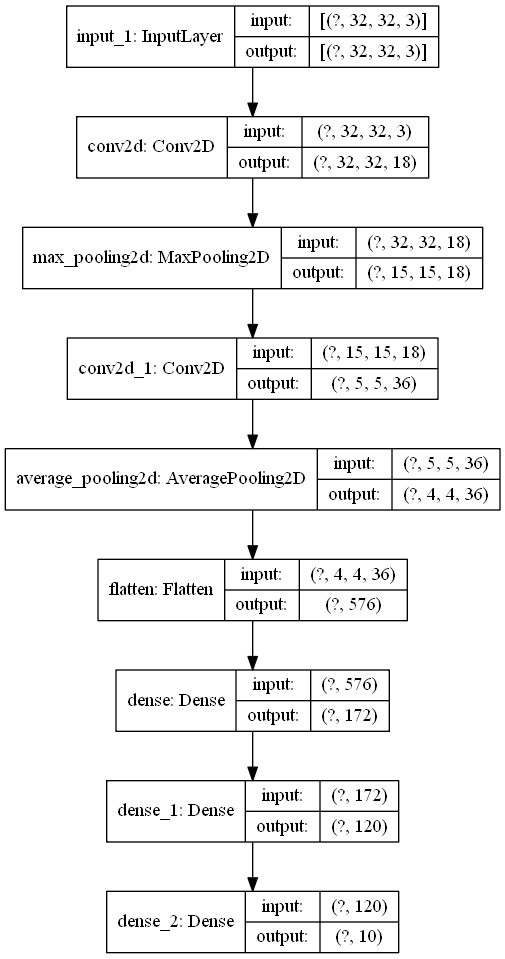 input_1: InputLayer
input:
[(?, 32, 32, 3)]
output:
[(?, 32, 32, 3)]
conv2d: Conv2D
input:
(?, 32, 32, 3)
output:
(?, 32, 32, 18)
max_pooling2d: MaxPooling2D
input:
(?, 32, 32, 18)
output:
(?, 15, 15, 18)
conv2d_1: Conv2D
input:
(?, 15, 15, 18)
output:
(?, 5, 5, 36)
average_pooling2d: AveragePooling2D
input:
(?, 5, 5, 36)
output:
(?, 4, 4, 36)
flatten: Flatten
input:
(?, 4, 4, 36)
output:
(?, 576)
dense: Dense
input:
(?, 576)
output:
(?, 172)
dense_1: Dense
input:
(?, 172)
output:
(?, 120)
dense_2: Dense
input:
(?, 120)
output:
(?, 10)